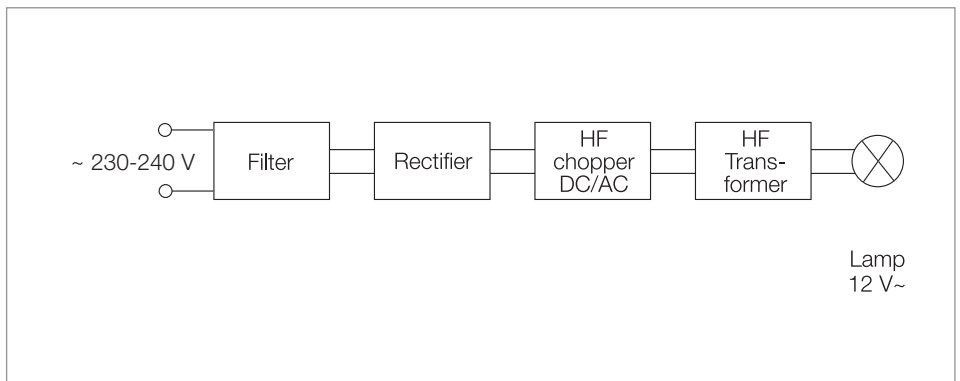 ~ 230-240 V
Filter
Rectifier
HF
chopper
DC/AC
HF
Trans-
former
Lamp
12 V~